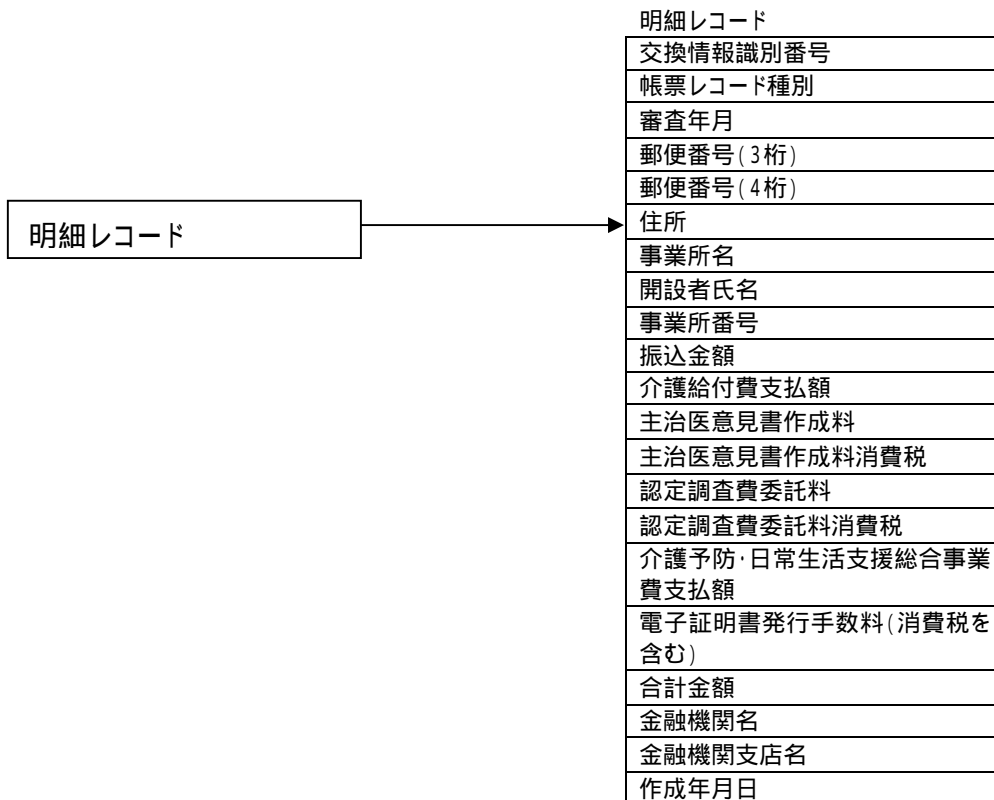 明細レコード
明細レコード
交換情報識別番号
帳票レコード種別
審査年月
郵便番号(3桁)
郵便番号(4桁)
住所
事業所名
開設者氏名
事業所番号
振込金額
介護給付費支払額
主治医意見書作成料
主治医意見書作成料消費税
認定調査費委託料
認定調査費委託料消費税
介護予防・日常生活支援総合事業
費支払額
電子証明書発行手数料(消費税を
含む)
合計金額
金融機関名
金融機関支店名
作成年月日